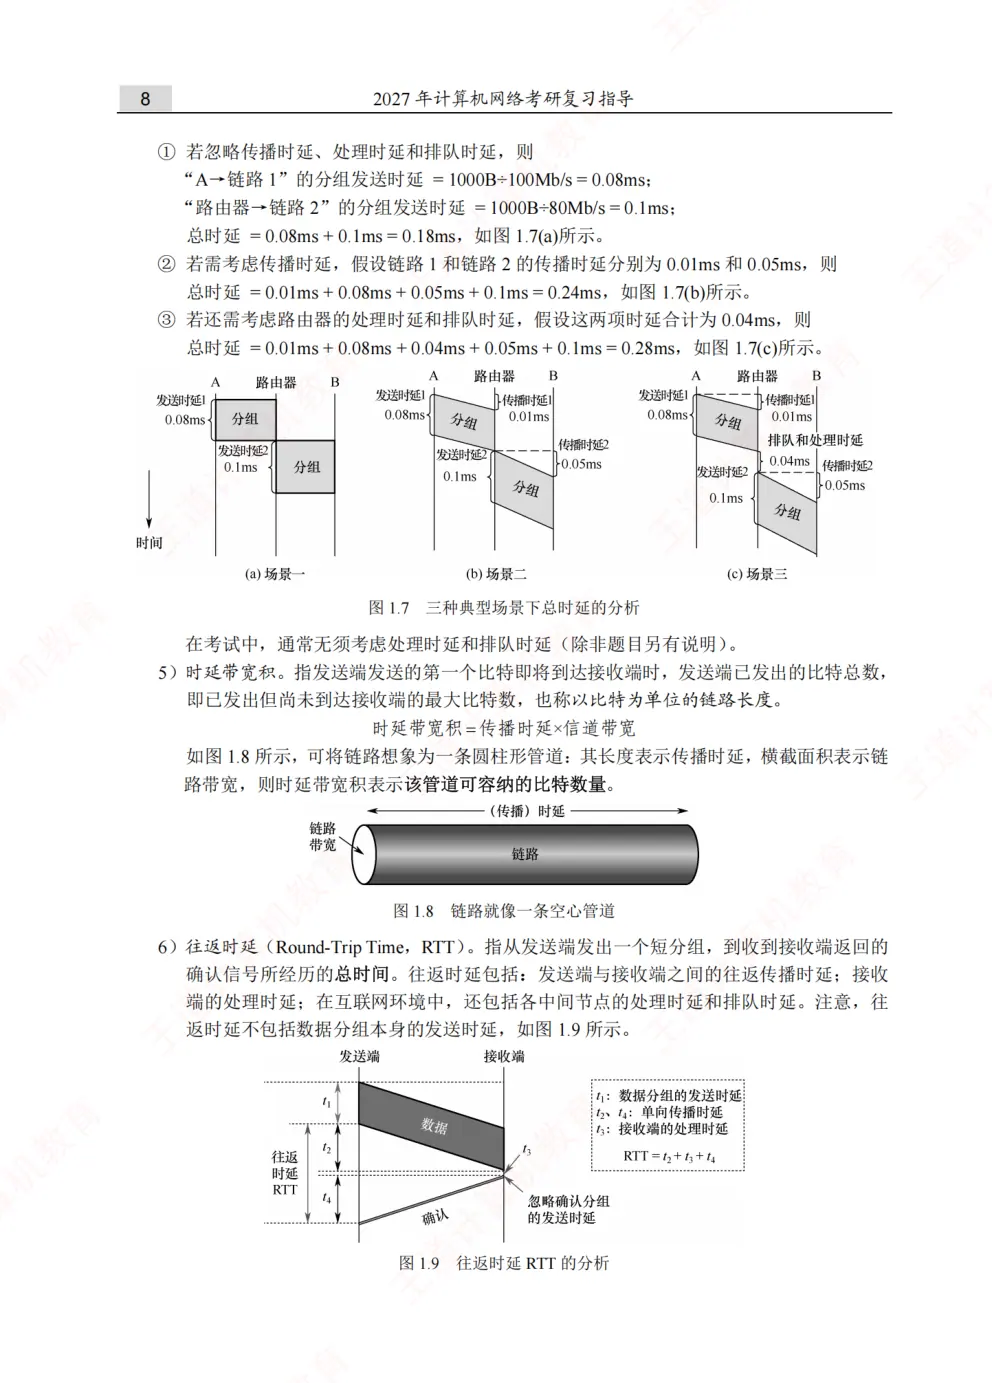 8
2027 年计算机网络考研复习指导
① 若忽略传播时延、处理时延和排队时延，则
“A→链路 1”的分组发送时延 = 1000B÷100Mb/s = 0.08ms；
“路由器→链路 2”的分组发送时延 = 1000B÷80Mb/s = 0.1ms；
总时延 = 0.08ms + 0.1ms = 0.18ms，如图 1.7(a)所示。
② 若需考虑传播时延，假设链路 1 和链路 2 的传播时延分别为 0.01ms 和 0.05ms，则
总时延 = 0.01ms + 0.08ms + 0.05ms + 0.1ms = 0.24ms，如图 1.7(b)所示。
③ 若还需考虑路由器的处理时延和排队时延，假设这两项时延合计为 0.04ms，则
总时延 = 0.01ms + 0.08ms + 0.04ms + 0.05ms + 0.1ms = 0.28ms，如图 1.7(c)所示。
A 路由器 B
发送时延1
0.08ms
分组
发送时延2
0.1ms
分组
时间
(a) 场景一
A 路由器 B
发送时延1
0.08ms
分组
传播时延1
0.01ms
发送时延2
0.1ms
传播时延2
0.05ms
分组
(b) 场景二
A 路由器 B
发送时延1
0.08ms
分组
传播时延1
0.01ms
排队和处理时延
0.04ms
发送时延2
0.1ms
传播时延2
0.05ms
分组
(c) 场景三
图 1.7 三种典型场景下总时延的分析
在考试中，通常无须考虑处理时延和排队时延（除非题目另有说明）。
5）时延带宽积。指发送端发送的第一个比特即将到达接收端时，发送端已发出的比特总数，
即已发出但尚未到达接收端的最大比特数，也称以比特为单位的链路长度。
时延带宽积 = 传播时延×信道带宽
如图 1.8 所示，可将链路想象为一条圆柱形管道：其长度表示传播时延，横截面积表示链
路带宽，则时延带宽积表示该管道可容纳的比特数量。
（传播）时延
链路
带宽
链路
图 1.8 链路就像一条空心管道
6）往返时延（Round-Trip Time，RTT）。指从发送端发出一个短分组，到收到接收端返回的
确认信号所经历的总时间。往返时延包括：发送端与接收端之间的往返传播时延；接收
端的处理时延；在互联网环境中，还包括各中间节点的处理时延和排队时延。注意，往
返时延不包括数据分组本身的发送时延，如图 1.9 所示。
发送端 接收端
t₁
数据
t₂
t₃
往返
时延
RTT
t₄
确认
忽略确认分组
的发送时延
t₁：数据分组的发送时延
t₂、t₄：单向传播时延
t₃：接收端的处理时延
RTT = t₂ + t₃ + t₄
图 1.9 往返时延 RTT 的分析